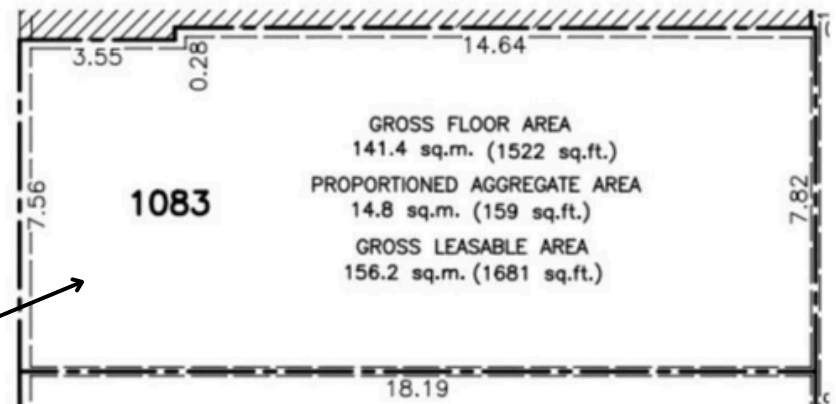 3.55
0.28
14.64
GROSS FLOOR AREA
141.4 sq.m. (1522 sq.ft.)
PROPORTIONED AGGREGATE AREA
14.8 sq.m. (159 sq.ft.)
GROSS LEASABLE AREA
156.2 sq.m. (1681 sq.ft.)
7.56
1083
7.82
18.19